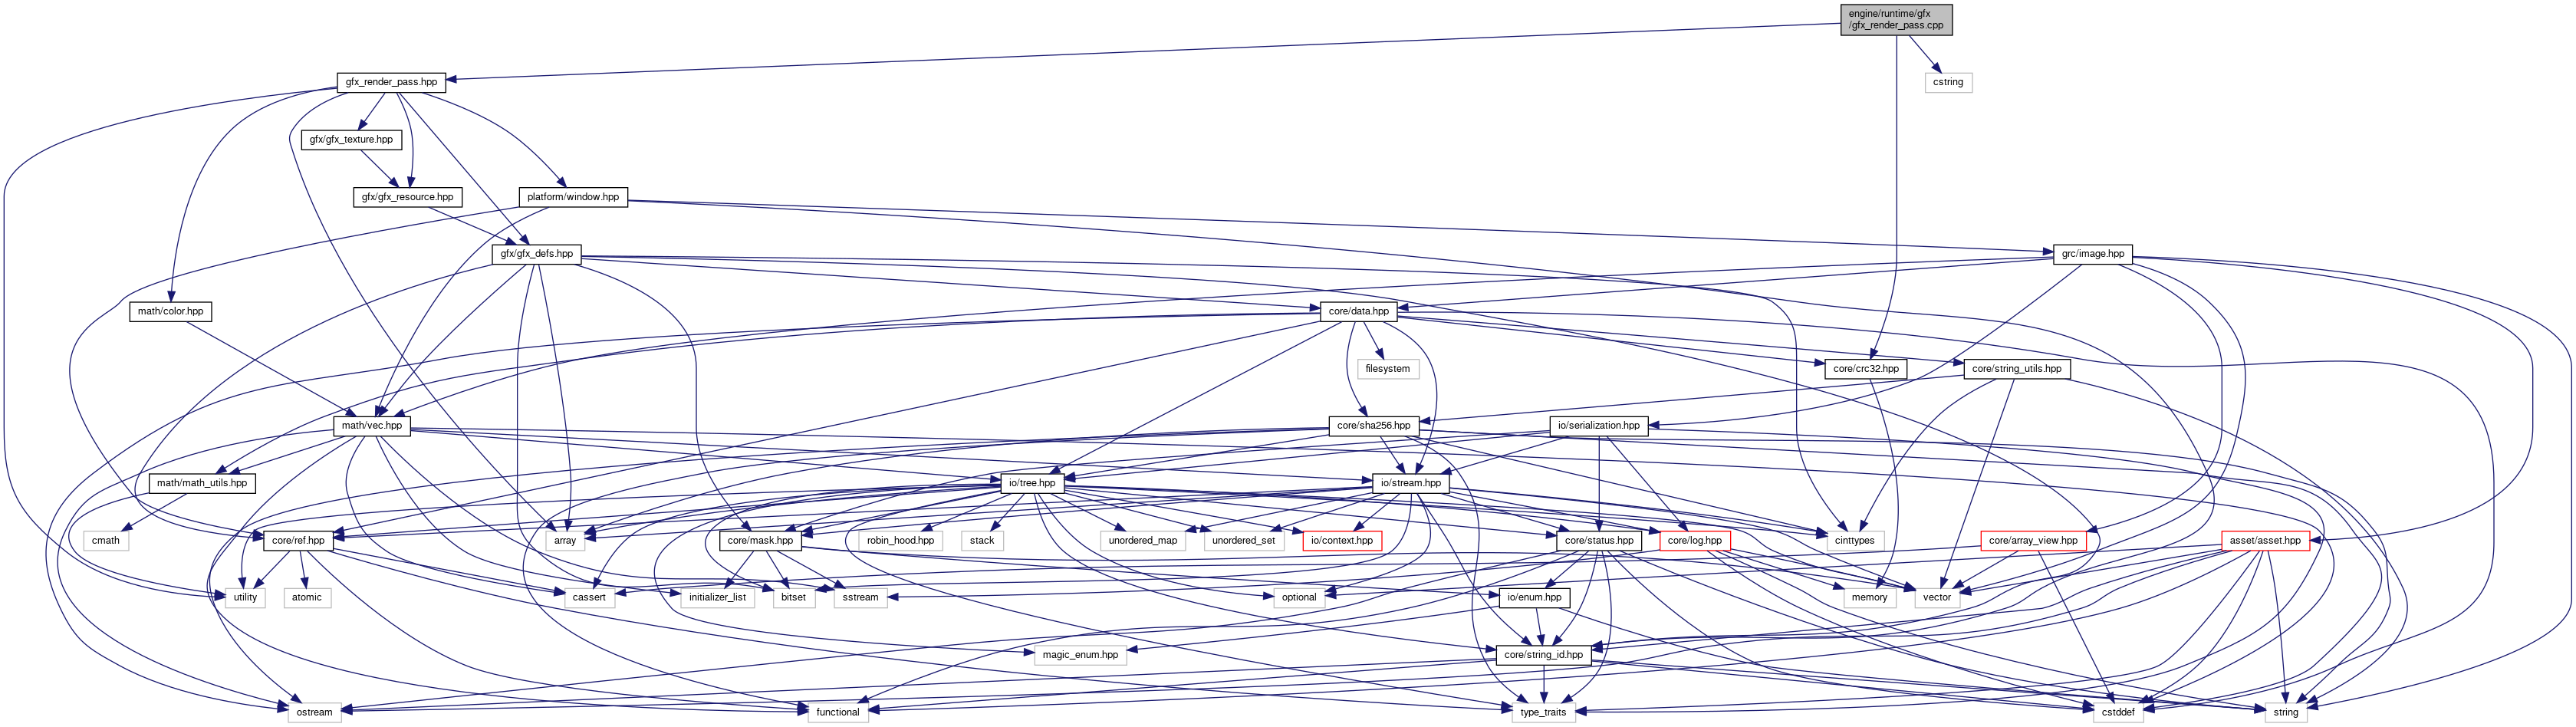 engine/runtime/gfx
/gfx_render_pass.cpp
gfx_render_pass.hpp
cstring
gfx/gfx_texture.hpp
gfx/gfx_resource.hpp
platform/window.hpp
gfx/gfx_defs.hpp
grc/image.hpp
math/color.hpp
core/data.hpp
filesystem
core/crc32.hpp
core/string_utils.hpp
math/vec.hpp
core/sha256.hpp
io/serialization.hpp
math/math_utils.hpp
io/tree.hpp
io/stream.hpp
cmath
core/ref.hpp
array
core/mask.hpp
robin_hood.hpp
stack
unordered_map
unordered_set
io/context.hpp
core/status.hpp
core/log.hpp
cinttypes
core/array_view.hpp
asset/asset.hpp
utility
atomic
cassert
initializer_list
bitset
sstream
optional
io/enum.hpp
memory
vector
magic_enum.hpp
core/string_id.hpp
ostream
functional
type_traits
cstddef
string